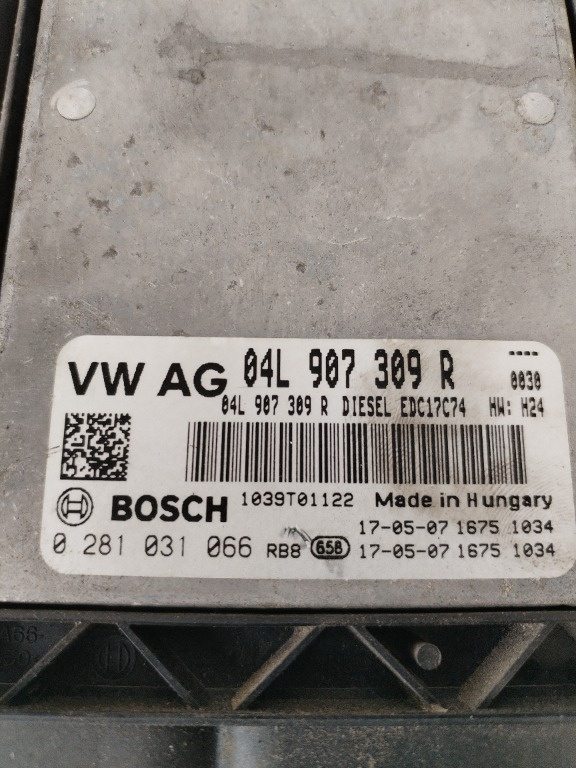 ----
VW AG 04L 907 309 R 0030
04L 907 309 R DIESEL EDC17C74 HW: H24
BOSCH 1039T01122 Made in Hungary
17-05-07 1675 1034
0 281 031 066 RB8 658 17-05-07 1675 1034